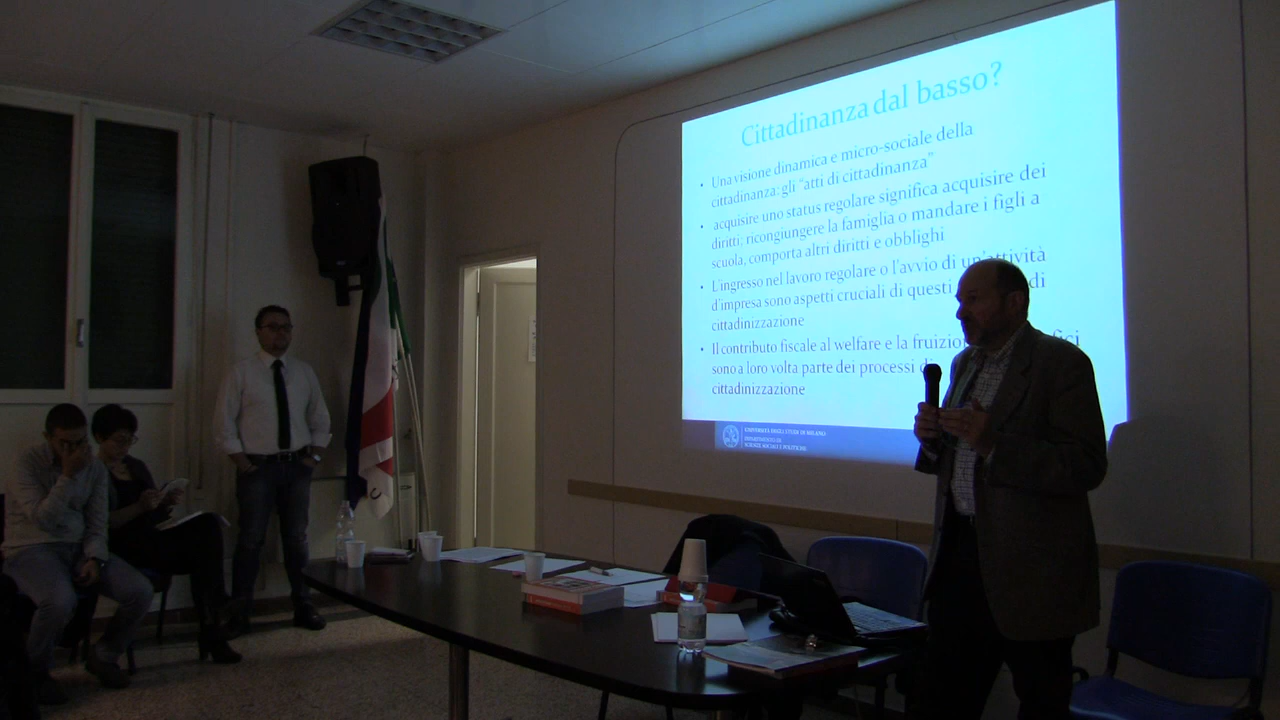 Cittadinanza dal basso?
• Una visione dinamica e micro-sociale della
cittadinanza: gli "atti di cittadinanza"
• acquisire uno status regolare significa acquisire dei
diritti; ricongiungere la famiglia o mandare i figli a
scuola, comporta altri diritti e obblighi
• L'ingresso nel lavoro regolare o l'avvio di un'attività
d'impresa sono aspetti cruciali di questi di
cittadinizzazione
• Il contributo fiscale al welfare e la fruizio fici
sono a loro volta parte dei processi d
cittadinizzazione
UNIVERSITÀ DEGLI STUDI DI MILANO
DIPARTIMENTO DI
SCIENZE SOCIALI E POLITICHE